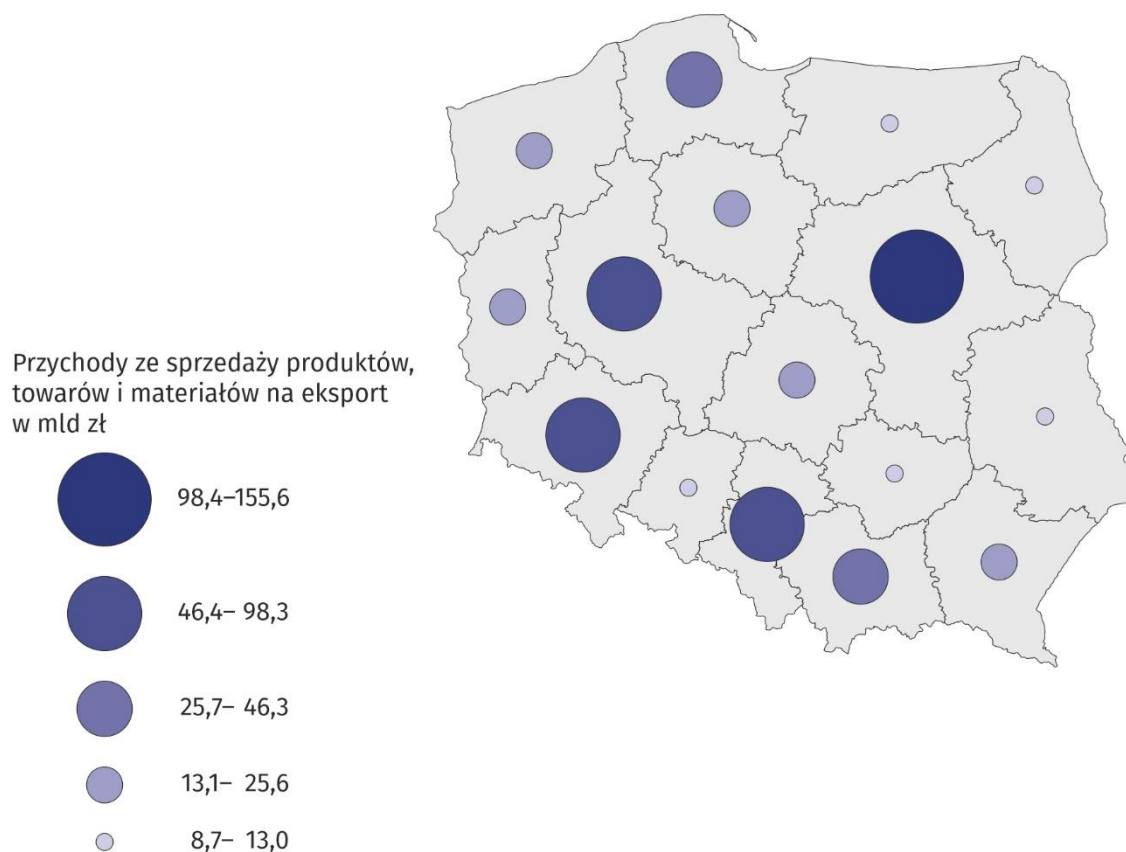 Przychody ze sprzedaży produktów,
towarów i materiałów na eksport
w mld zł
98,4–155,6
46,4– 98,3
25,7– 46,3
13,1– 25,6
8,7– 13,0